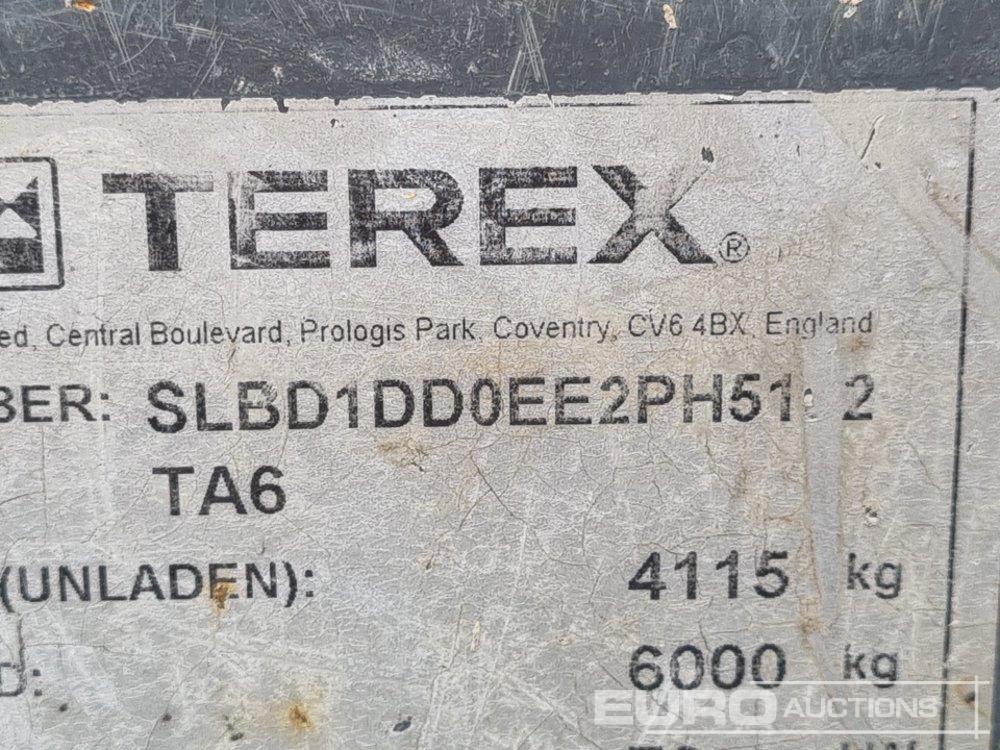 TEREX®
ed, Central Boulevard, Prologis Park, Coventry, CV6 4BX, England
BER: SLBD1DD0EE2PH51 2
TA6
(UNLADEN): 4115 kg
D: 6000 kg
EURO AUCTIONS